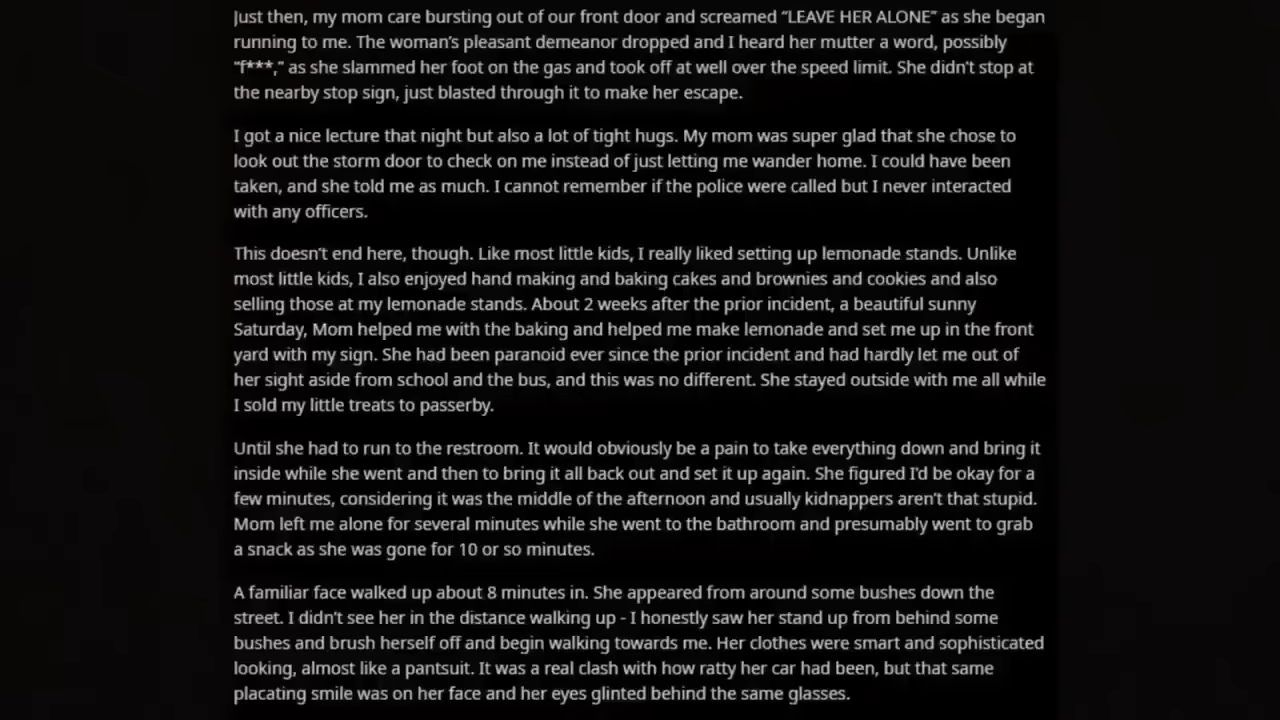 Just then, my mom care bursting out of our front door and screamed “LEAVE HER ALONE” as she began
running to me. The woman’s pleasant demeanor dropped and I heard her mutter a word, possibly
“f***,” as she slammed her foot on the gas and took off at well over the speed limit. She didn’t stop at
the nearby stop sign, just blasted through it to make her escape.
I got a nice lecture that night but also a lot of tight hugs. My mom was super glad that she chose to
look out the storm door to check on me instead of just letting me wander home. I could have been
taken, and she told me as much. I cannot remember if the police were called but I never interacted
with any officers.
This doesn’t end here, though. Like most little kids, I really liked setting up lemonade stands. Unlike
most little kids, I also enjoyed hand making and baking cakes and brownies and cookies and also
selling those at my lemonade stands. About 2 weeks after the prior incident, a beautiful sunny
Saturday, Mom helped me with the baking and helped me make lemonade and set me up in the front
yard with my sign. She had been paranoid ever since the prior incident and had hardly let me out of
her sight aside from school and the bus, and this was no different. She stayed outside with me all while
I sold my little treats to passerby.
Until she had to run to the restroom. It would obviously be a pain to take everything down and bring it
inside while she went and then to bring it all back out and set it up again. She figured I’d be okay for a
few minutes, considering it was the middle of the afternoon and usually kidnappers aren’t that stupid.
Mom left me alone for several minutes while she went to the bathroom and presumably went to grab
a snack as she was gone for 10 or so minutes.
A familiar face walked up about 8 minutes in. She appeared from around some bushes down the
street. I didn’t see her in the distance walking up - I honestly saw her stand up from behind some
bushes and brush herself off and begin walking towards me. Her clothes were smart and sophisticated
looking, almost like a pantsuit. It was a real clash with how ratty her car had been, but that same
placating smile was on her face and her eyes glinted behind the same glasses.